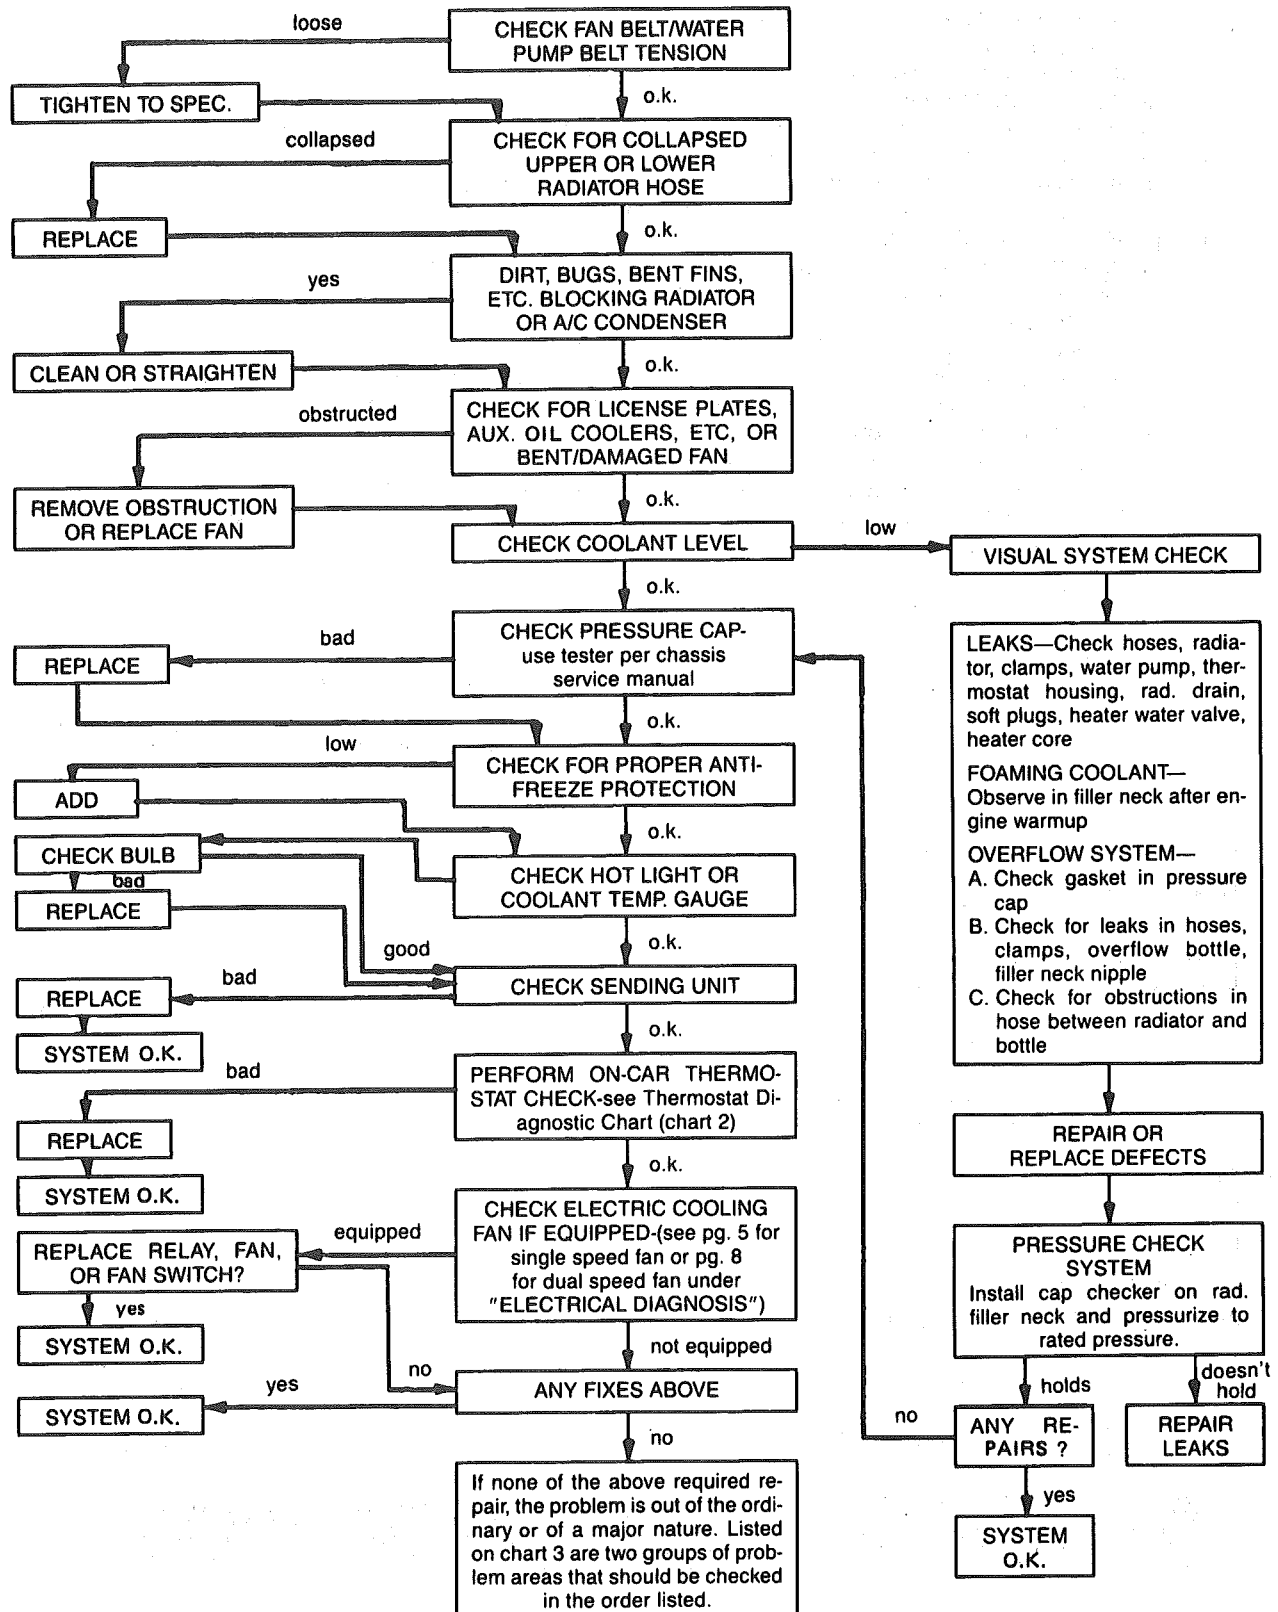 loose
CHECK FAN BELT/WATER
PUMP BELT TENSION
TIGHTEN TO SPEC.
o.k.
collapsed
CHECK FOR COLLAPSED
UPPER OR LOWER
RADIATOR HOSE
REPLACE
o.k.
yes
DIRT, BUGS, BENT FINS,
ETC. BLOCKING RADIATOR
OR A/C CONDENSER
CLEAN OR STRAIGHTEN
o.k.
obstructed
CHECK FOR LICENSE PLATES,
AUX. OIL COOLERS, ETC, OR
BENT/DAMAGED FAN
REMOVE OBSTRUCTION
OR REPLACE FAN
o.k.
CHECK COOLANT LEVEL
low
VISUAL SYSTEM CHECK
o.k.
bad
CHECK PRESSURE CAP-
use tester per chassis
service manual
REPLACE
o.k.
low
CHECK FOR PROPER ANTI-
FREEZE PROTECTION
ADD
o.k.
CHECK BULB
bad
REPLACE
CHECK HOT LIGHT OR
COOLANT TEMP. GAUGE
good
o.k.
bad
CHECK SENDING UNIT
REPLACE
SYSTEM O.K.
o.k.
bad
PERFORM ON-CAR THERMO-
STAT CHECK-see Thermostat Di-
agnostic Chart (chart 2)
REPLACE
SYSTEM O.K.
o.k.
equipped
CHECK ELECTRIC COOLING
FAN IF EQUIPPED-(see pg. 5 for
single speed fan or pg. 8
for dual speed fan under
"ELECTRICAL DIAGNOSIS")
REPLACE RELAY, FAN,
OR FAN SWITCH?
yes
SYSTEM O.K.
not equipped
no
yes
ANY FIXES ABOVE
SYSTEM O.K.
no
If none of the above required re-
pair, the problem is out of the ordi-
nary or of a major nature. Listed
on chart 3 are two groups of prob-
lem areas that should be checked
in the order listed.
LEAKS—Check hoses, radia-
tor, clamps, water pump, ther-
mostat housing, rad. drain,
soft plugs, heater water valve,
heater core
FOAMING COOLANT—
Observe in filler neck after en-
gine warmup
OVERFLOW SYSTEM—
A. Check gasket in pressure
cap
B. Check for leaks in hoses,
clamps, overflow bottle,
filler neck nipple
C. Check for obstructions in
hose between radiator and
bottle
REPAIR OR
REPLACE DEFECTS
PRESSURE CHECK
SYSTEM
Install cap checker on rad.
filler neck and pressurize to
rated pressure.
holds
doesn't
hold
no
ANY RE-
PAIRS ?
REPAIR
LEAKS
yes
SYSTEM
O.K.